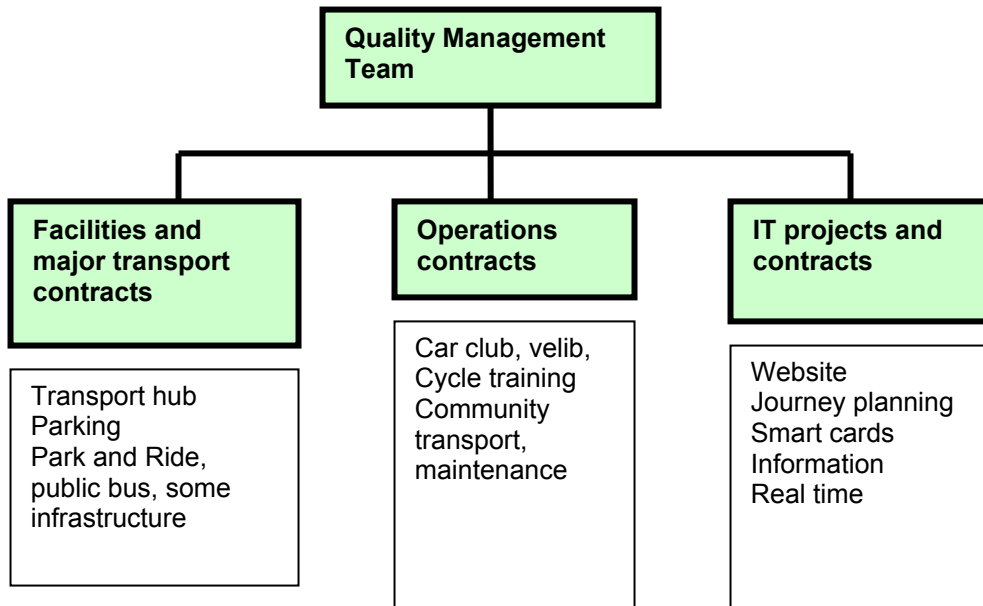 Quality Management
Team
Facilities and
major transport
contracts
Transport hub
Parking
Park and Ride,
public bus, some
infrastructure
Operations
contracts
Car club, velib,
Cycle training
Community
transport,
maintenance
IT projects and
contracts
Website
Journey planning
Smart cards
Information
Real time